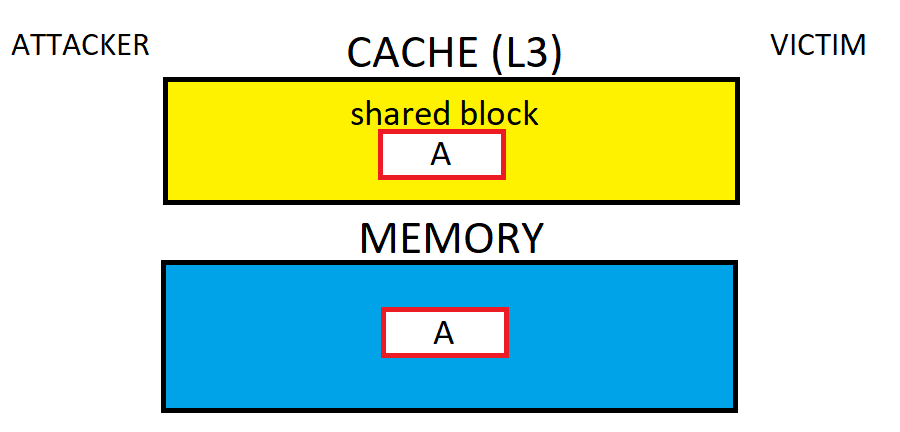 ATTACKER
CACHE (L3)
VICTIM
shared block
A
MEMORY
A